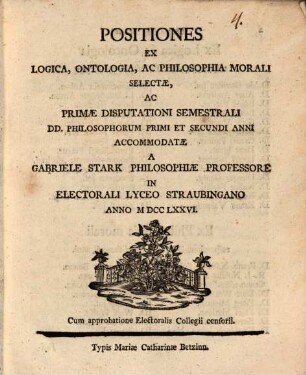 4.
POSITIONES
EX
LOGICA, ONTOLOGIA, AC PHILOSOPHIA MORALI
SELECTÆ,
AC
PRIMÆ DISPUTATIONI SEMESTRALI
DD. PHILOSOPHORUM PRIMI ET SECUNDI ANNI
ACCOMMODATÆ
A
GABRIELE STARK PHILOSOPHIÆ PROFESSORE
IN
ELECTORALI LYCEO STRAUBINGANO
ANNO M DCC LXXVI.
Cum approbatione Electoralis Collegii censorii.
Typis Mariæ Catharinæ Betzinn.